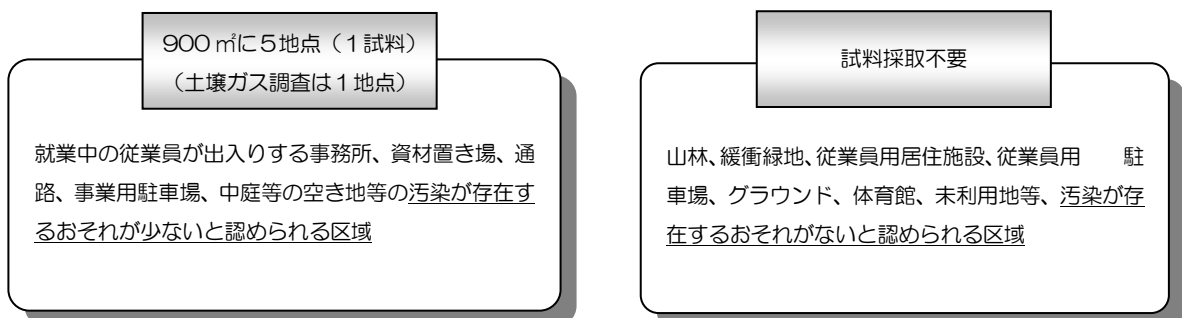 900㎡に5地点（1試料）
（土壌ガス調査は1地点）
就業中の従業員が出入りする事務所、資材置き場、通
路、事業用駐車場、中庭等の空き地等の汚染が存在す
るおそれが少ないと認められる区域
試料採取不要
山林、緩衝緑地、従業員用居住施設、従業員用　　駐
車場、グラウンド、体育館、未利用地等、汚染が存
在するおそれがないと認められる区域